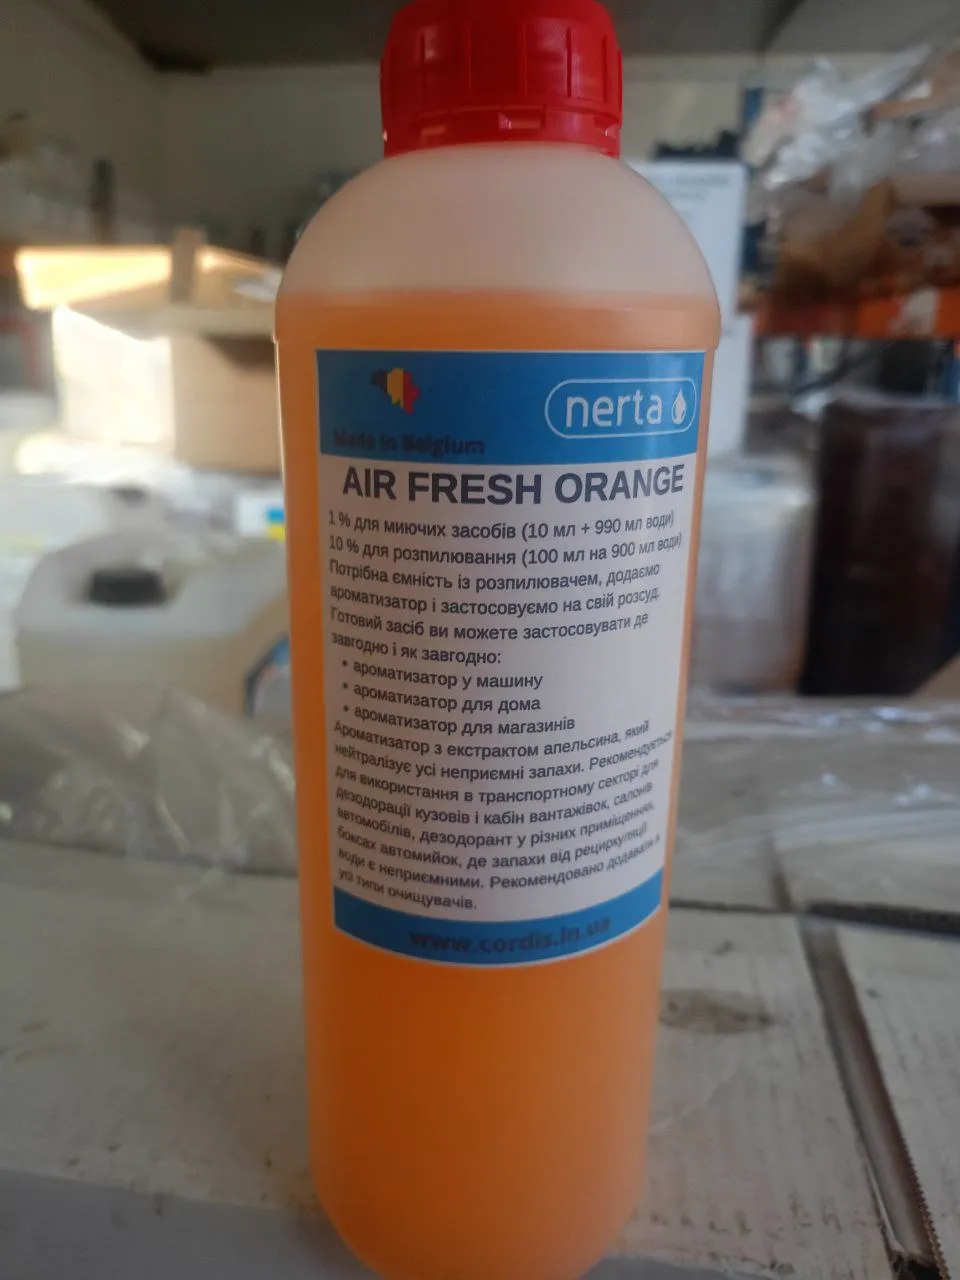 nerta
Made in Belgium
AIR FRESH ORANGE
1 % для миючих засобів (10 мл + 990 мл води)
10 % для розпилювання (100 мл на 900 мл води)
Потрібна ємність із розпилювачем, додаємо
ароматизатор і застосовуємо на свій розсуд.
Готовий засіб ви можете застосовувати де
завгодно і як завгодно:
• ароматизатор у машину
• ароматизатор для дома
• ароматизатор для магазинів
Ароматизатор з екстрактом апельсина, який
нейтралізує усі неприємні запахи. Рекомендується
для використання в транспортному секторі для
дезодорації кузовів і кабін вантажівок, салонів
автомобілів, дезодорант у різних приміщеннях,
боксах автомийок, де запахи від рециркуляції
води є неприємними. Рекомендовано додавати в
усі типи очищувачів.
www.cordis.in.ua